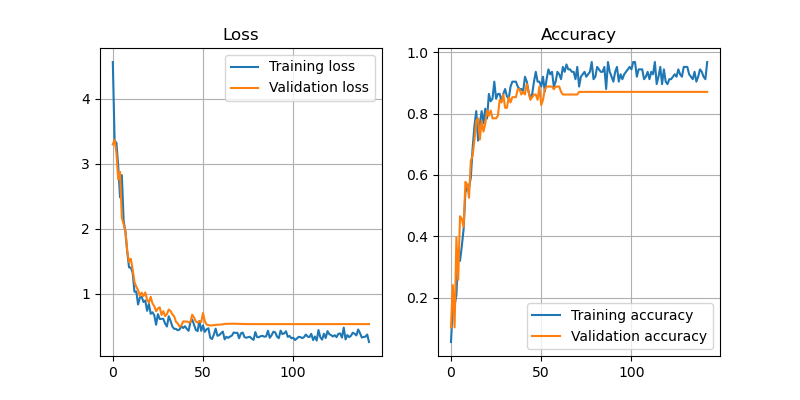 Loss
Training loss
Validation loss
4
3
2
1
0
50
100
Accuracy
1.0
0.8
0.6
0.4
0.2
Training accuracy
Validation accuracy
0
50
100